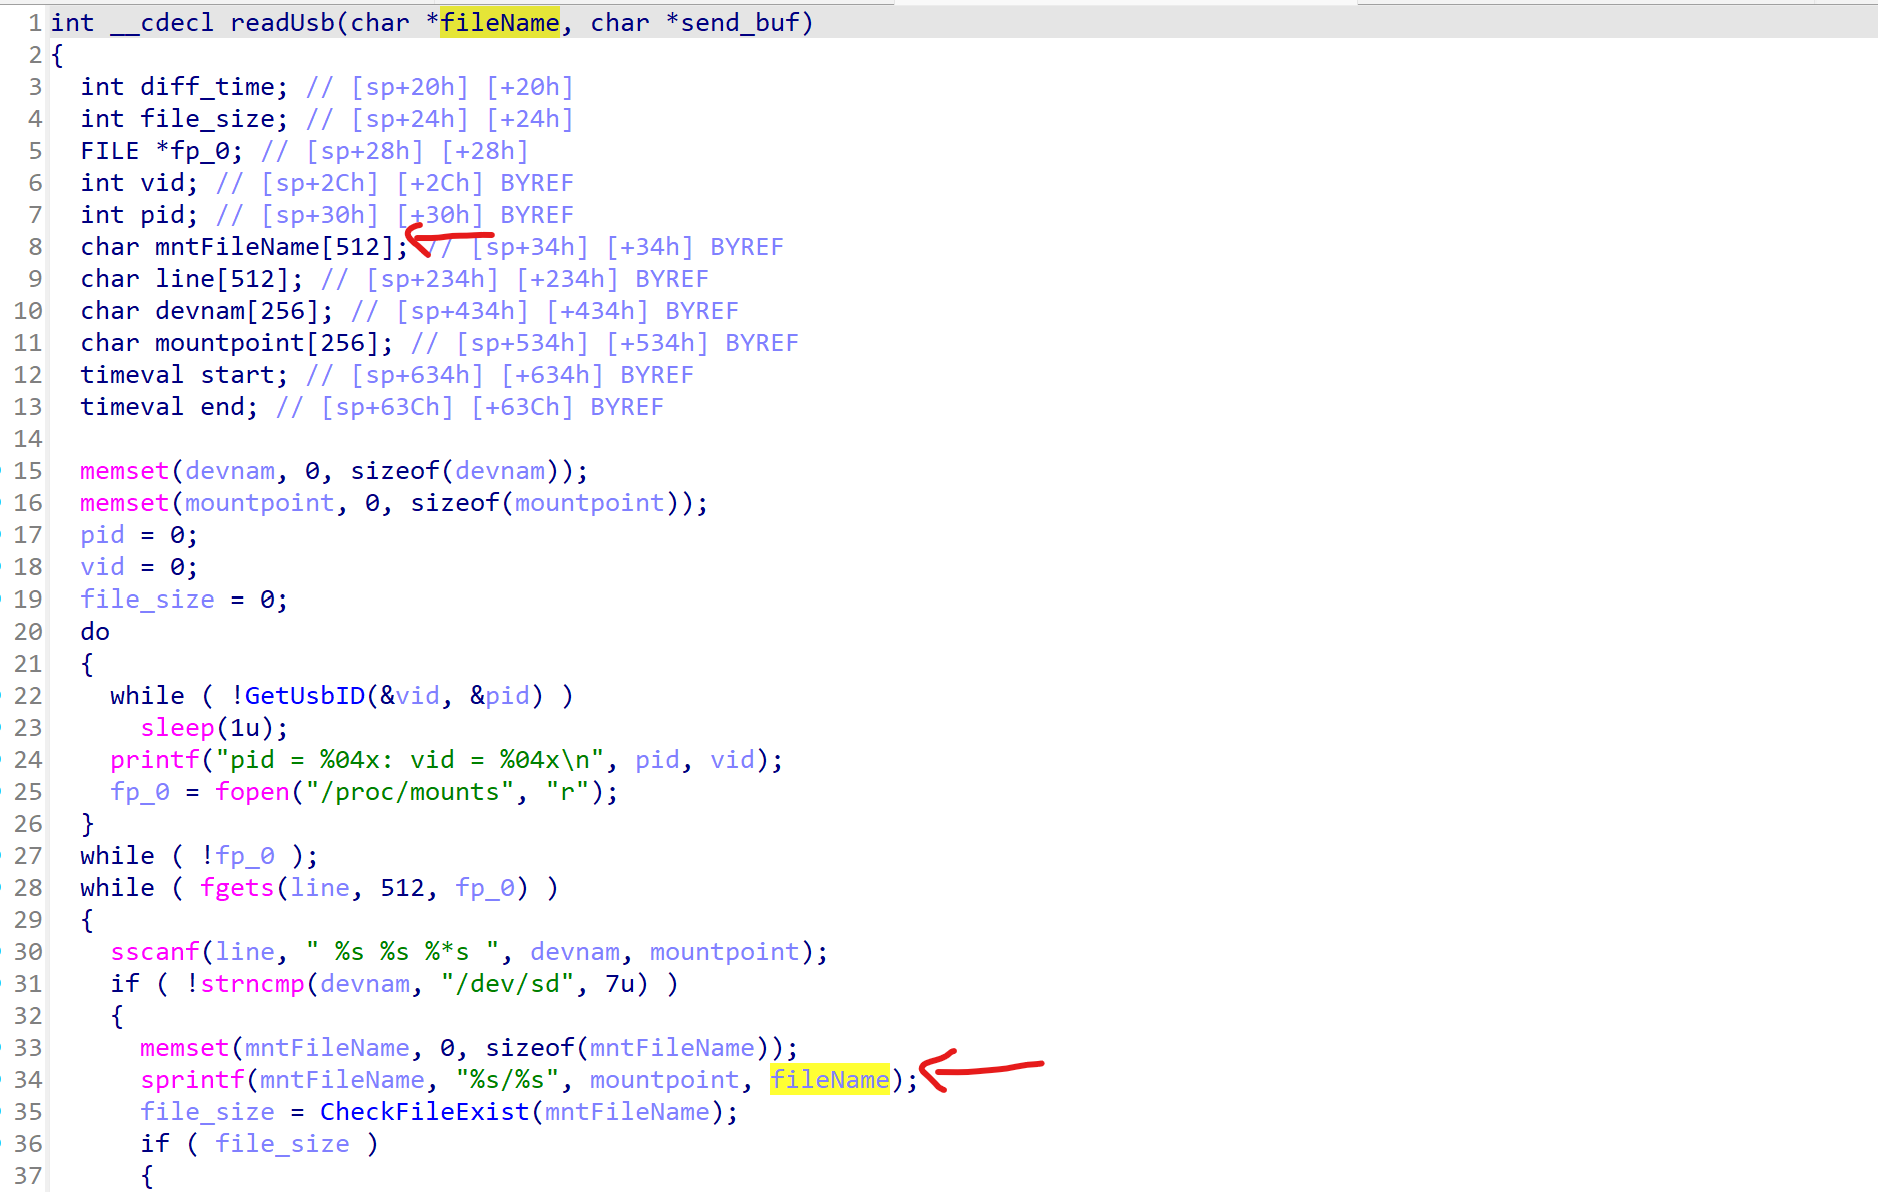 1 int __cdecl readUsb(char *fileName, char *send_buf)
2 {
3 int diff_time; // [sp+20h] [+20h]
4 int file_size; // [sp+24h] [+24h]
5 FILE *fp_0; // [sp+28h] [+28h]
6 int vid; // [sp+2Ch] [+2Ch] BYREF
7 int pid; // [sp+30h] [+30h] BYREF
8 char mntFileName[512]; // [sp+34h] [+34h] BYREF
9 char line[512]; // [sp+234h] [+234h] BYREF
10 char devnam[256]; // [sp+434h] [+434h] BYREF
11 char mountpoint[256]; // [sp+534h] [+534h] BYREF
12 timeval start; // [sp+634h] [+634h] BYREF
13 timeval end; // [sp+63Ch] [+63Ch] BYREF
14
15 memset(devnam, 0, sizeof(devnam));
16 memset(mountpoint, 0, sizeof(mountpoint));
17 pid = 0;
18 vid = 0;
19 file_size = 0;
20 do
21 {
22 while ( !GetUsbID(&vid, &pid) )
23 sleep(1u);
24 printf("pid = %04x: vid = %04x\n", pid, vid);
25 fp_0 = fopen("/proc/mounts", "r");
26 }
27 while ( !fp_0 );
28 while ( fgets(line, 512, fp_0) )
29 {
30 sscanf(line, " %s %s %*s ", devnam, mountpoint);
31 if ( !strncmp(devnam, "/dev/sd", 7u) )
32 {
33 memset(mntFileName, 0, sizeof(mntFileName));
34 sprintf(mntFileName, "%s/%s", mountpoint, fileName);
35 file_size = CheckFileExist(mntFileName);
36 if ( file_size )
37 {